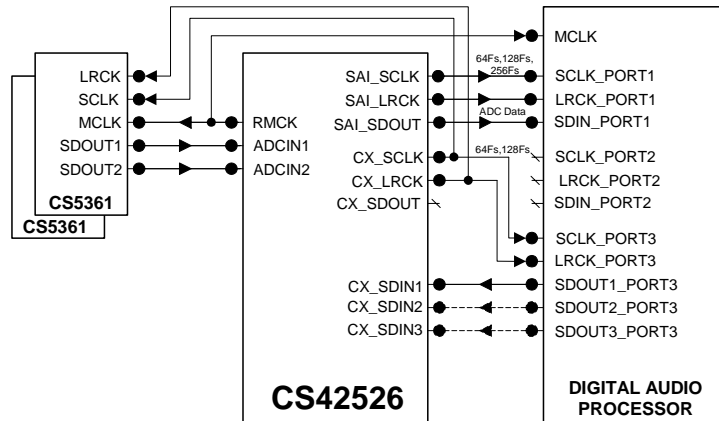 LRCK
SCLK
MCLK
SDOUT1
SDOUT2
CS5361
CS5361
RMCK
ADCIN1
ADCIN2
SAI_SCLK
SAI_LRCK
SAI_SDOUT
CX_SCLK
CX_LRCK
CX_SDOUT
CX_SDIN1
CX_SDIN2
CX_SDIN3
CS42526
64Fs,128Fs,
256Fs
ADC Data
64Fs,128Fs
MCLK
SCLK_PORT1
LRCK_PORT1
SDIN_PORT1
SCLK_PORT2
LRCK_PORT2
SDIN_PORT2
SCLK_PORT3
LRCK_PORT3
SDOUT1_PORT3
SDOUT2_PORT3
SDOUT3_PORT3
DIGITAL AUDIO
PROCESSOR